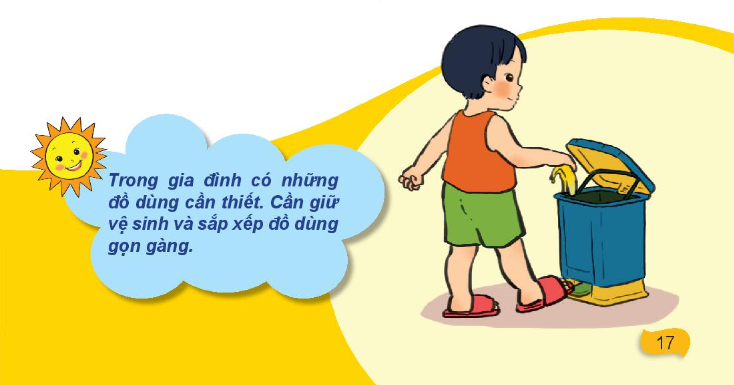 Trong gia đình có những
đồ dùng cần thiết. Cần giữ
vệ sinh và sắp xếp đồ dùng
gọn gàng.
17